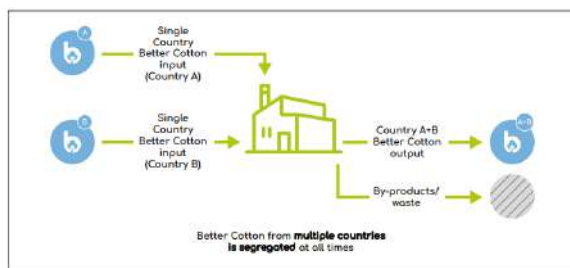 A
Single
Country
Better Cotton
input
(Country A)
B
Single
Country
Better Cotton
input
(Country B)
Country A+B
Better Cotton
output
A+B
By-products/
waste
Better Cotton from multiple countries
is segregated at all times